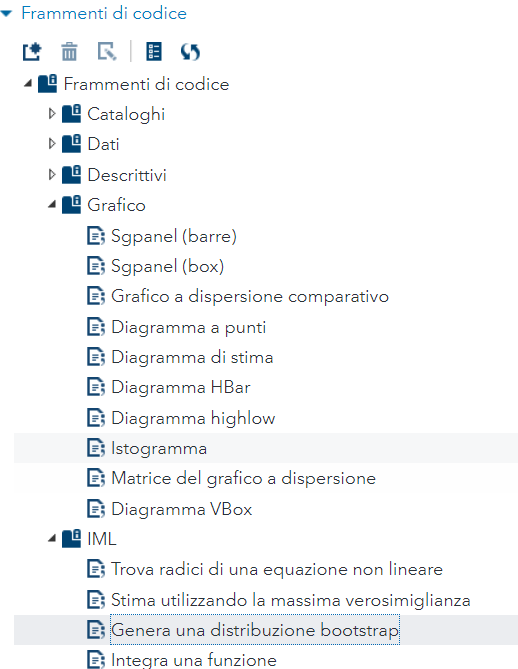 Frammenti di codice
Frammenti di codice
Cataloghi
Dati
Descrittivi
Grafico
Sgpanel (barre)
Sgpanel (box)
Grafico a dispersione comparativo
Diagramma a punti
Diagramma di stima
Diagramma HBar
Diagramma highlow
Istogramma
Matrice del grafico a dispersione
Diagramma VBox
IML
Trova radici di una equazione non lineare
Stima utilizzando la massima verosimiglianza
Genera una distribuzione bootstrap
Integra una funzione